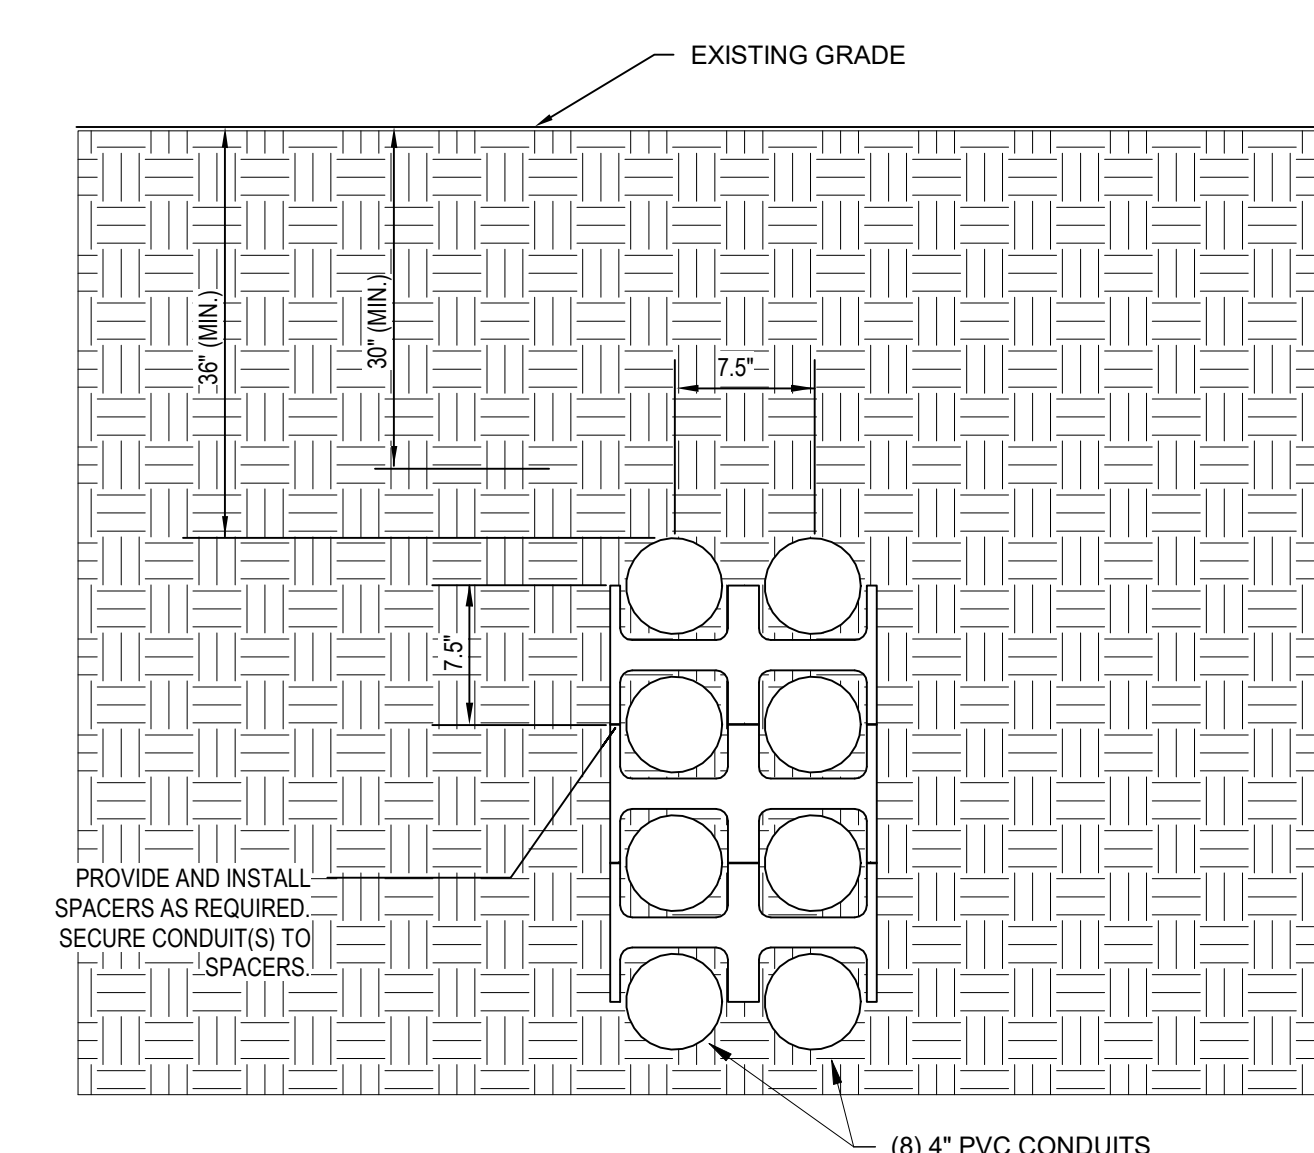 EXISTING GRADE
36" (MIN.)
30" (MIN.)
7.5"
7.5"
PROVIDE AND INSTALL
SPACERS AS REQUIRED.
SECURE CONDUIT(S) TO
SPACERS.
(8) 4" PVC CONDUITS